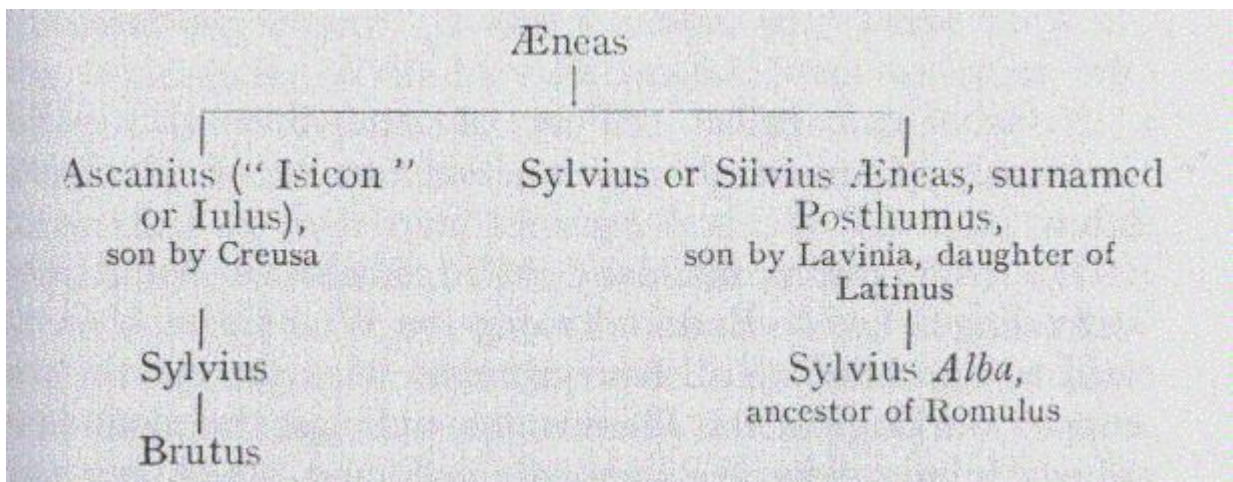 Æneas
Ascanius (“ Isicon ”
or Iulus),
son by Creusa
Sylvius
Brutus
Sylvius or Silvius Æneas, surnamed
Posthumus,
son by Lavinia, daughter of
Latinus
Sylvius Alba,
ancestor of Romulus